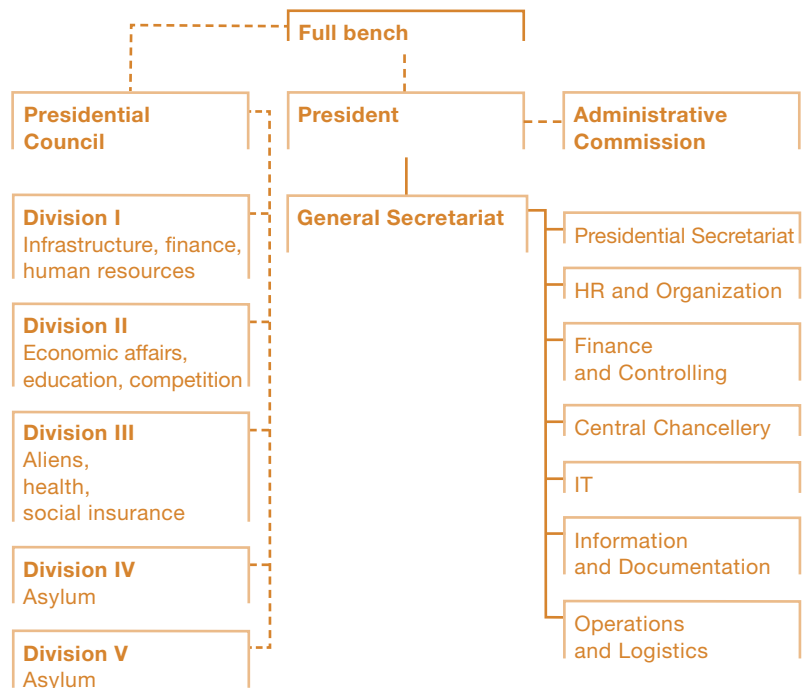 Full bench
Presidential
Council
President
Administrative
Commission
Division I
Infrastructure, finance,
human resources
Division II
Economic affairs,
education, competition
Division III
Aliens,
health,
social insurance
Division IV
Asylum
Division V
Asylum
General Secretariat
Presidential Secretariat
HR and Organization
Finance
and Controlling
Central Chancellery
IT
Information
and Documentation
Operations
and Logistics